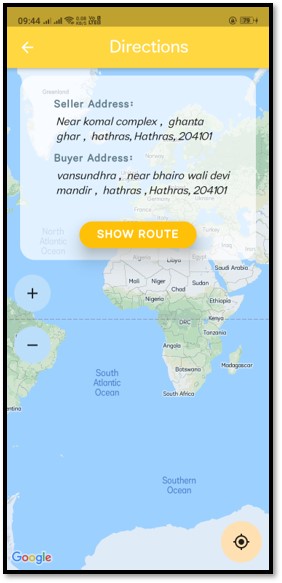 09:44
Directions
Greenland
Seller Address:
Near komal complex , ghanta
ghar , hathras, Hathras, 204101
Buyer Address:
vansundhra , near bhairo wali devi
mandir , hathras , Hathras, 204101
North
Atlantic
Ocean
SHOW ROUTE
Iraq
Iran
Libya
Saudi Arabia
Mali
Niger
Chad
Sudan
Nigeria
Ethiopia
+
DRC
Kenya
Tanzania
−
Angola
Botswana
Madagascar
South
Atlantic
Ocean
South Africa
Southern
Ocean
Google